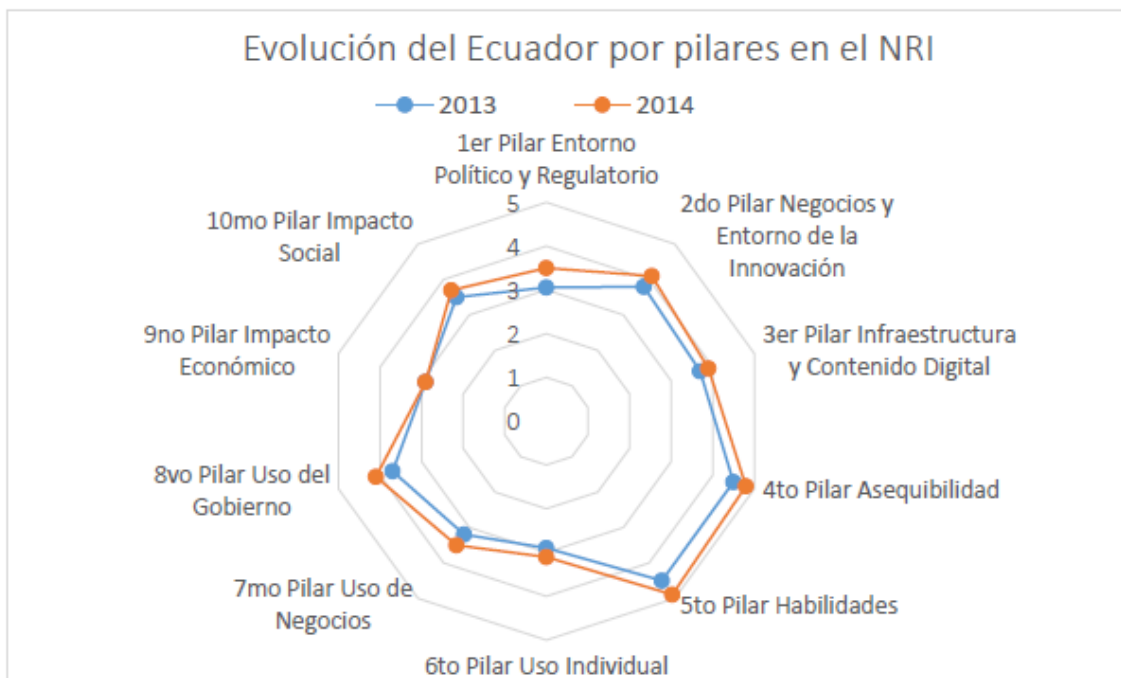 Evolución del Ecuador por pilares en el NRI
2013
2014
1er Pilar Entorno
Político y Regulatorio
2do Pilar Negocios y
Entorno de la
Innovación
3er Pilar Infraestructura
y Contenido Digital
4to Pilar Asequibilidad
5to Pilar Habilidades
6to Pilar Uso Individual
7mo Pilar Uso de
Negocios
8vo Pilar Uso del
Gobierno
9no Pilar Impacto
Económico
10mo Pilar Impacto
Social
5
4
3
2
1
0